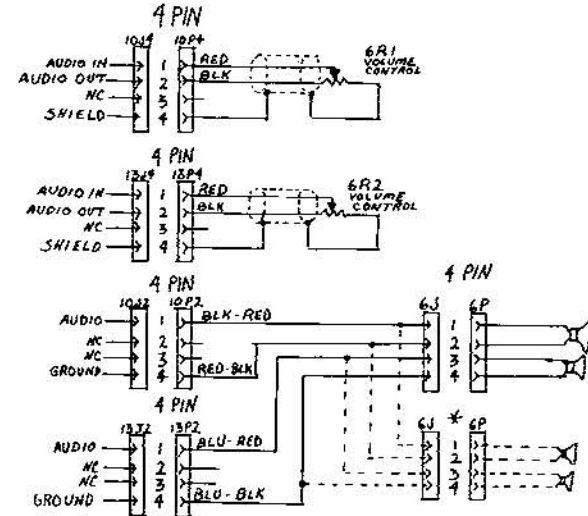 4 PIN
10J4 10P4
AUDIO IN 1 RED
AUDIO OUT 2 BLK
NC 3
SHIELD 4
6R1
VOLUME
CONTROL
4 PIN
13J4 13P4
AUDIO IN 1 RED
AUDIO OUT 2 BLK
NC 3
SHIELD 4
6R2
VOLUME
CONTROL
4 PIN
10J2 10P2
AUDIO 1 BLK-RED
NC 2
NC 3
GROUND 4 RED-BLK
4 PIN
6J 6P
1
2
3
4
4 PIN
13J2 13P2
AUDIO 1 BLU-RED
NC 2
NC 3
GROUND 4 BLU-BLK
6J * 6P
1
2
3
4